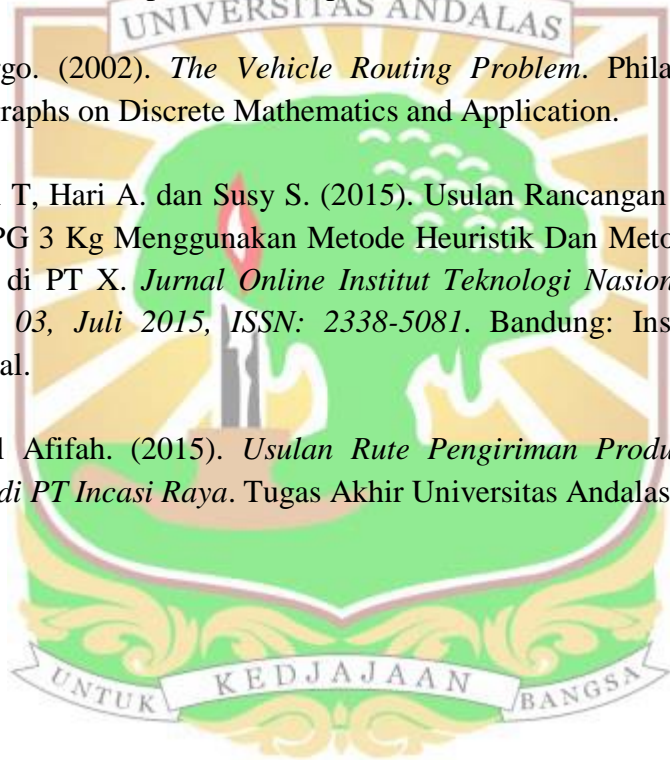 UNIVERSITAS ANDALAS
rgo. (2002). The Vehicle Routing Problem. Phila
raphs on Discrete Mathematics and Application.
T, Hari A. dan Susy S. (2015). Usulan Rancangan
PG 3 Kg Menggunakan Metode Heuristik Dan Meto
di PT X. Jurnal Online Institut Teknologi Nasion
03, Juli 2015, ISSN: 2338-5081. Bandung: Ins
al.
l Afifah. (2015). Usulan Rute Pengiriman Produ
di PT Incasi Raya. Tugas Akhir Universitas Andalas
UNTUK KEDJAJAAN BANGSA